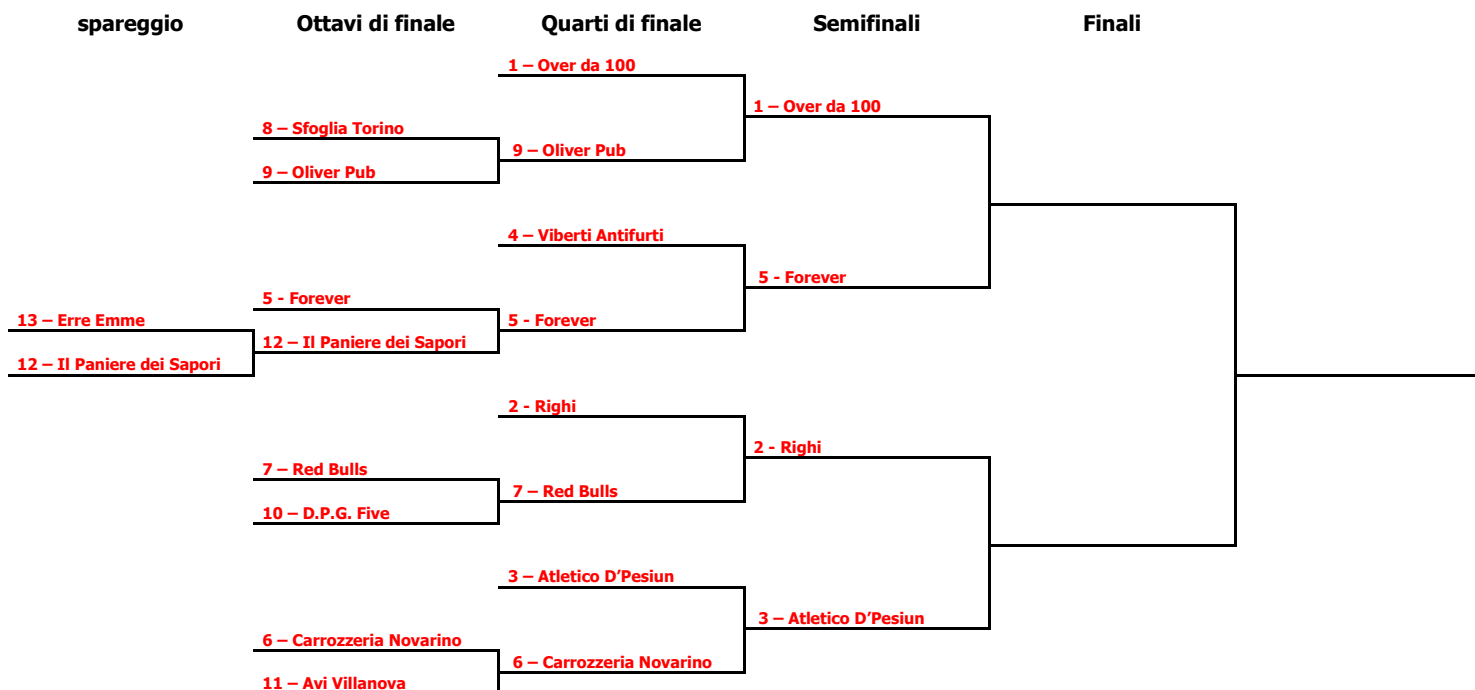 spareggio Ottavi di finale Quarti di finale Semifinali Finali
1 – Over da 100
1 – Over da 100
8 – Sfoglia Torino
9 – Oliver Pub
9 – Oliver Pub
4 – Viberti Antifurti
5 - Forever
5 - Forever
13 – Erre Emme
5 - Forever
12 – Il Paniere dei Sapori
12 – Il Paniere dei Sapori
2 - Righi
2 - Righi
7 – Red Bulls
7 – Red Bulls
10 – D.P.G. Five
3 – Atletico D’Pesiun
3 – Atletico D’Pesiun
6 – Carrozzeria Novarino
6 – Carrozzeria Novarino
11 – Avi Villanova